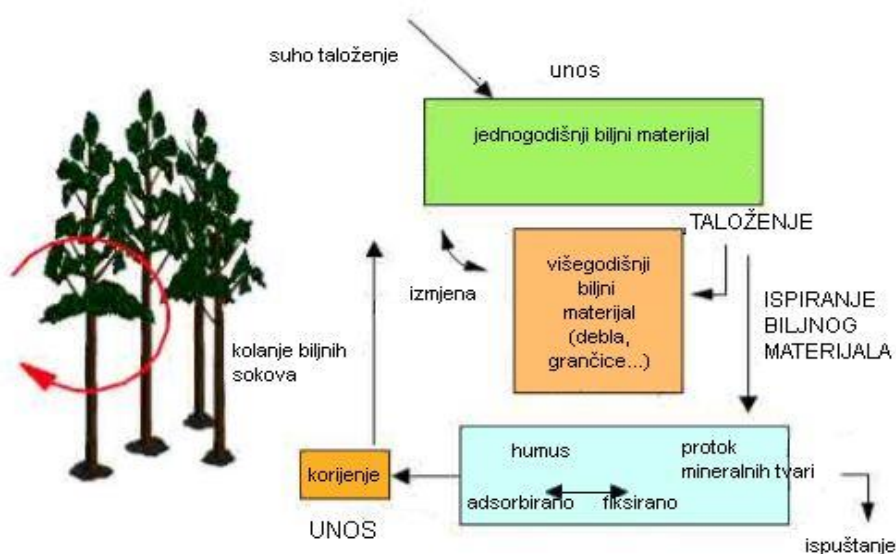 suho taloženje
unos
jednogodišnji biljni materijal
TALOŽENJE
višegodišnji
biljni
materijal
(debla,
grančice...)
izmjena
ISPIRANJE
BILJNOG
MATERIJALA
kolanje biljnih
sokova
humus
protok
mineralnih tvari
korijenje
adsorbirano
fiksirano
UNOS
ispuštanje